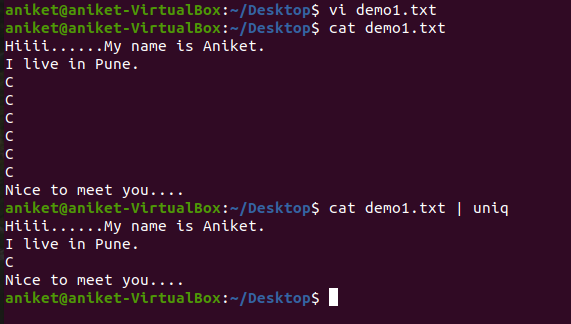 aniket@aniket-VirtualBox:~/Desktop$ vi demo1.txt
aniket@aniket-VirtualBox:~/Desktop$ cat demo1.txt
Hiiii......My name is Aniket.
I live in Pune.
C
C
C
C
C
C
Nice to meet you....
aniket@aniket-VirtualBox:~/Desktop$ cat demo1.txt | uniq
Hiiii......My name is Aniket.
I live in Pune.
C
Nice to meet you....
aniket@aniket-VirtualBox:~/Desktop$